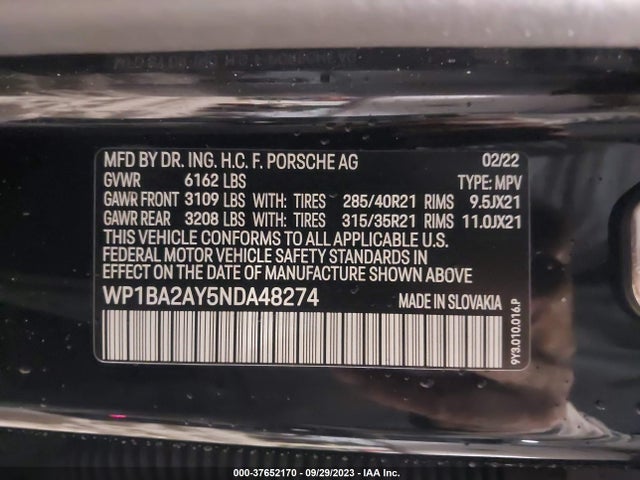 MFD BY DR. ING. H.C. F. PORSCHE AG 02/22
GVWR 6162 LBS TYPE: MPV
GAWR FRONT 3109 LBS WITH: TIRES 285/40R21 RIMS 9.5JX21
GAWR REAR 3208 LBS WITH: TIRES 315/35R21 RIMS 11.0JX21
THIS VEHICLE CONFORMS TO ALL APPLICABLE U.S.
FEDERAL MOTOR VEHICLE SAFETY STANDARDS IN
EFFECT ON THE DATE OF MANUFACTURE SHOWN ABOVE
WP1BA2AY5NDA48274 MADE IN SLOVAKIA
9Y3.010.016.P
000-37652170 - 09/29/2023 - IAA Inc.